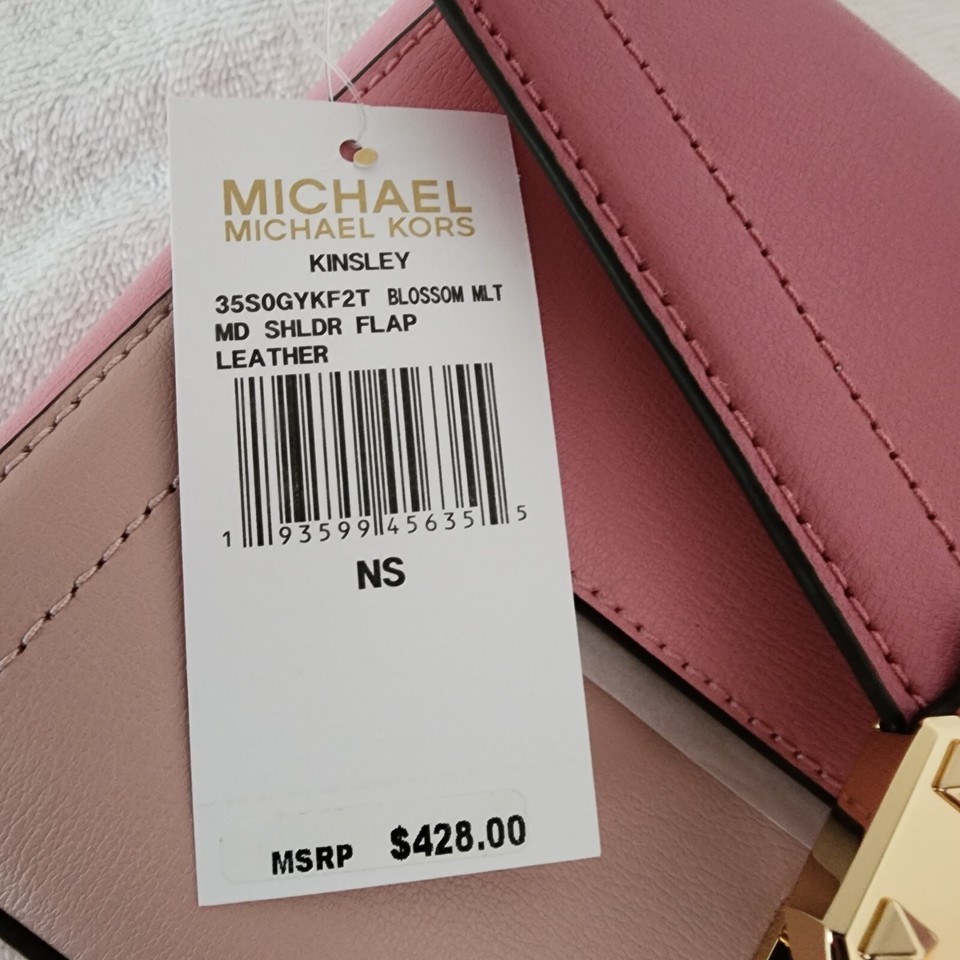 MICHAEL
MICHAEL KORS
KINSLEY
35S0GYKF2T BLOSSOM MLT
MD SHLDR FLAP
LEATHER
1 93599 45635 5
NS
MSRP $428.00